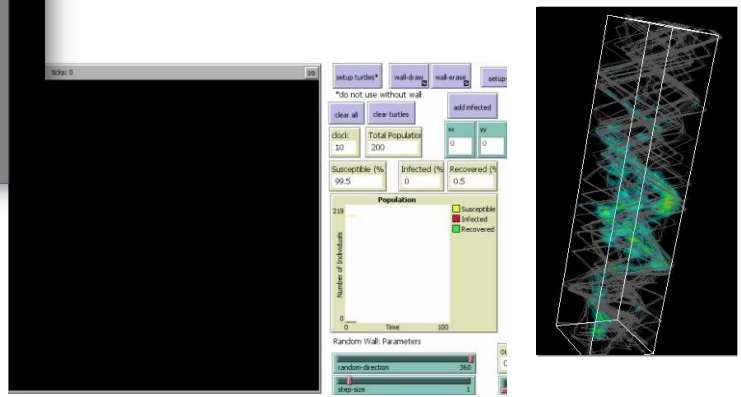 ticks: 0
3D
setup turtles*
wall-draw
wall-erase
setup-
*do not use without wall
clear all
clear turtles
add infected
clock
Total Population
xx
yy
10
200
0
0
Susceptible (%
Infected (%
Recovered (%
99.5
0
0.5
Population
219
Number of Individuals
0
0
Time
100
Susceptible
Infected
Recovered
Random Walk Parameters
random-direction
360
step-size
1